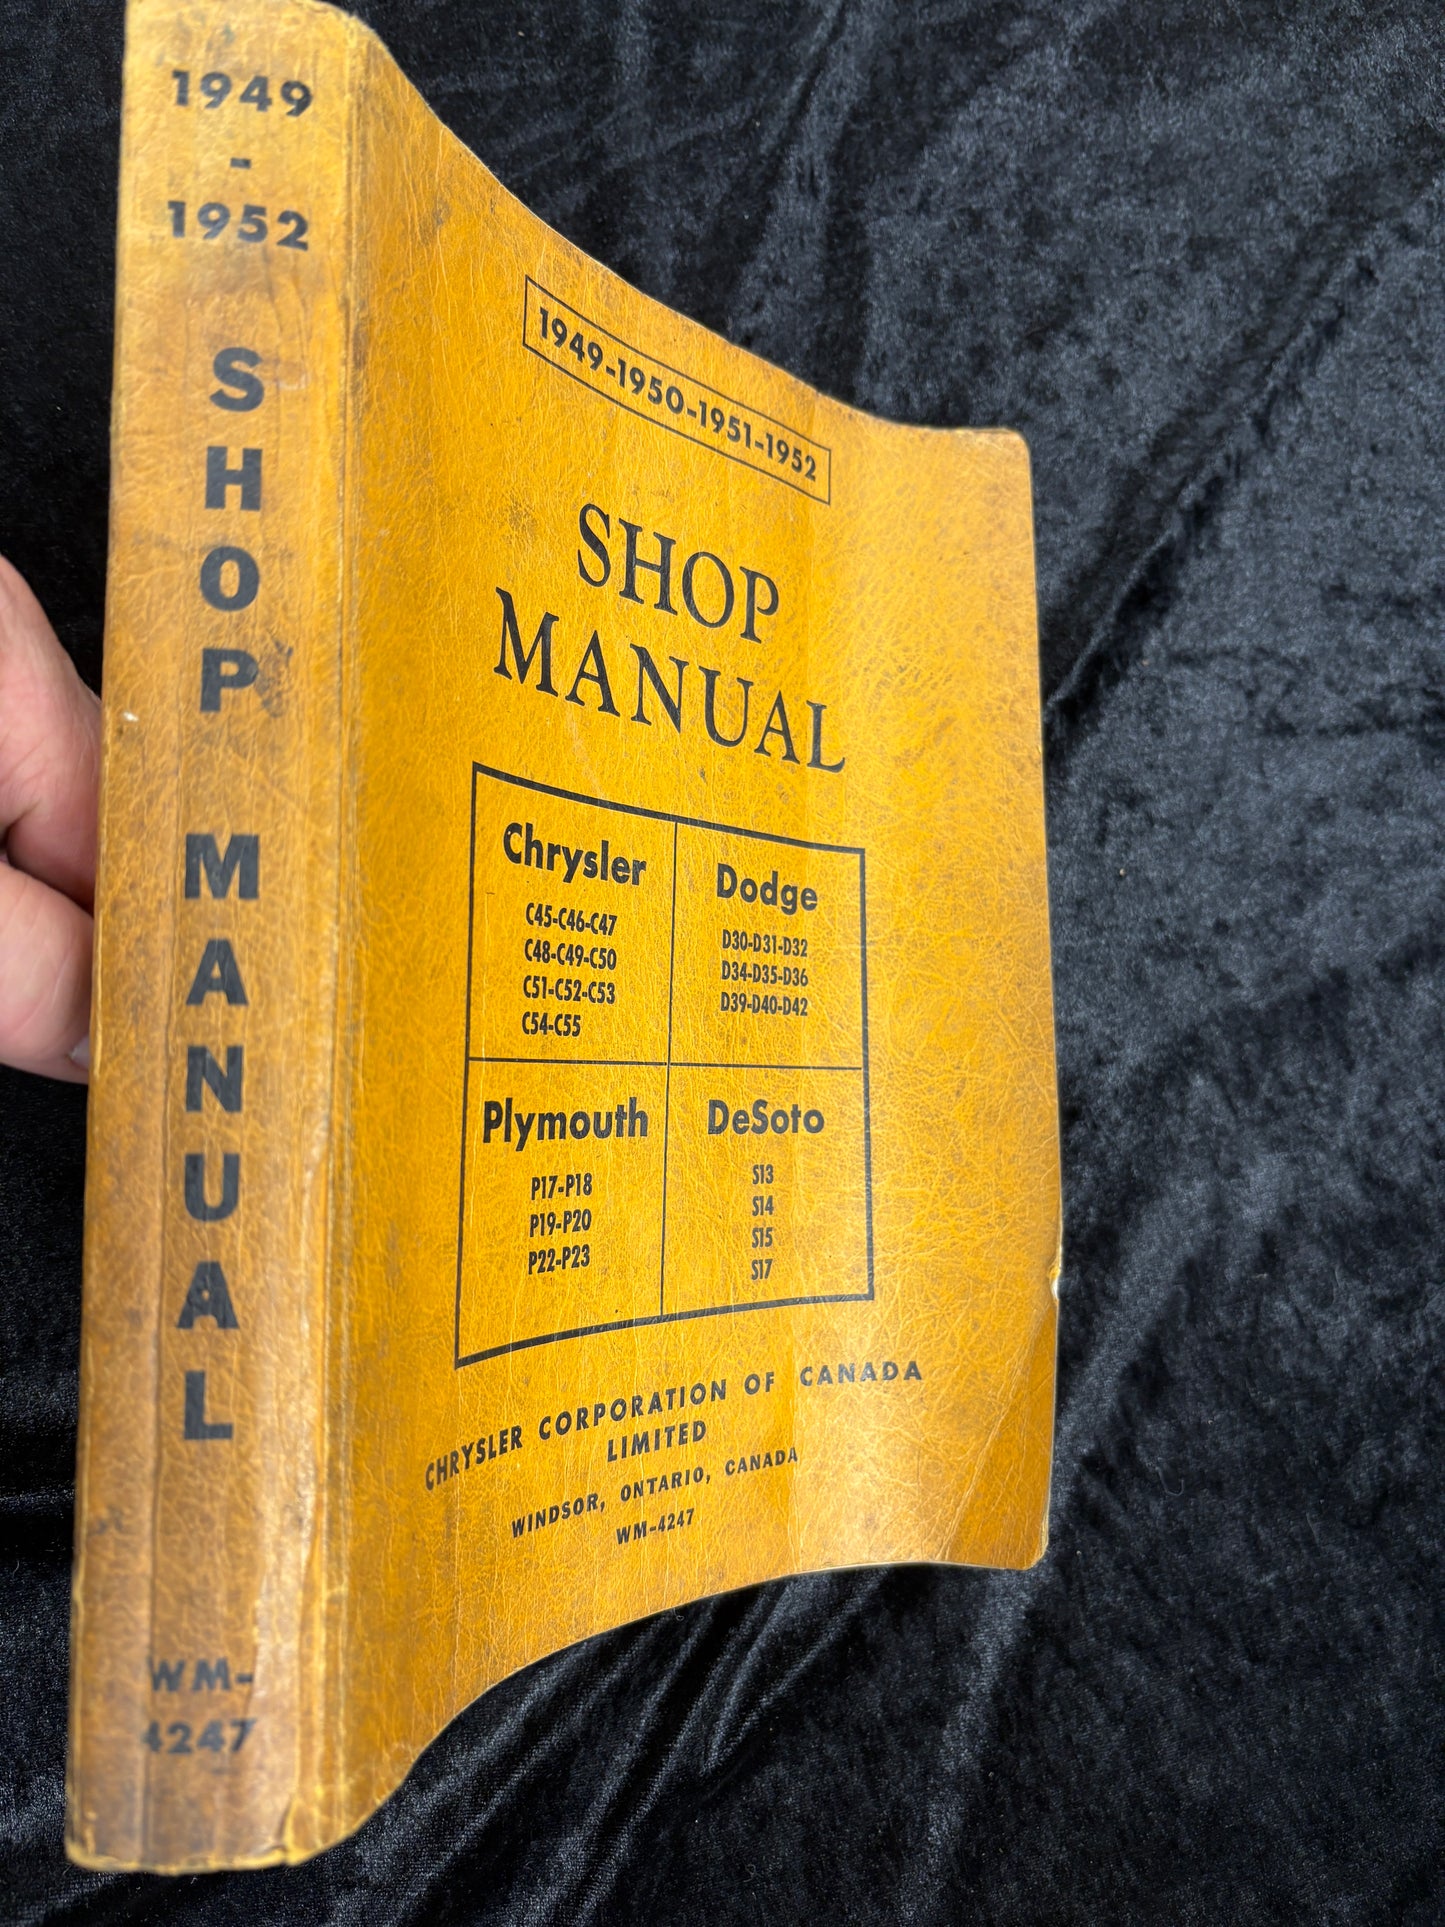 1949
-
1952
SHOP MANUAL
WM-
4247
1949-1950-1951-1952
SHOP
MANUAL
Chrysler
C45-C46-C47
C48-C49-C50
C51-C52-C53
C54-C55
Dodge
D30-D31-D32
D34-D35-D36
D39-D40-D42
Plymouth
P17-P18
P19-P20
P22-P23
DeSoto
S13
S14
S15
S17
CHRYSLER CORPORATION OF CANADA
LIMITED
WINDSOR, ONTARIO, CANADA
WM-4247